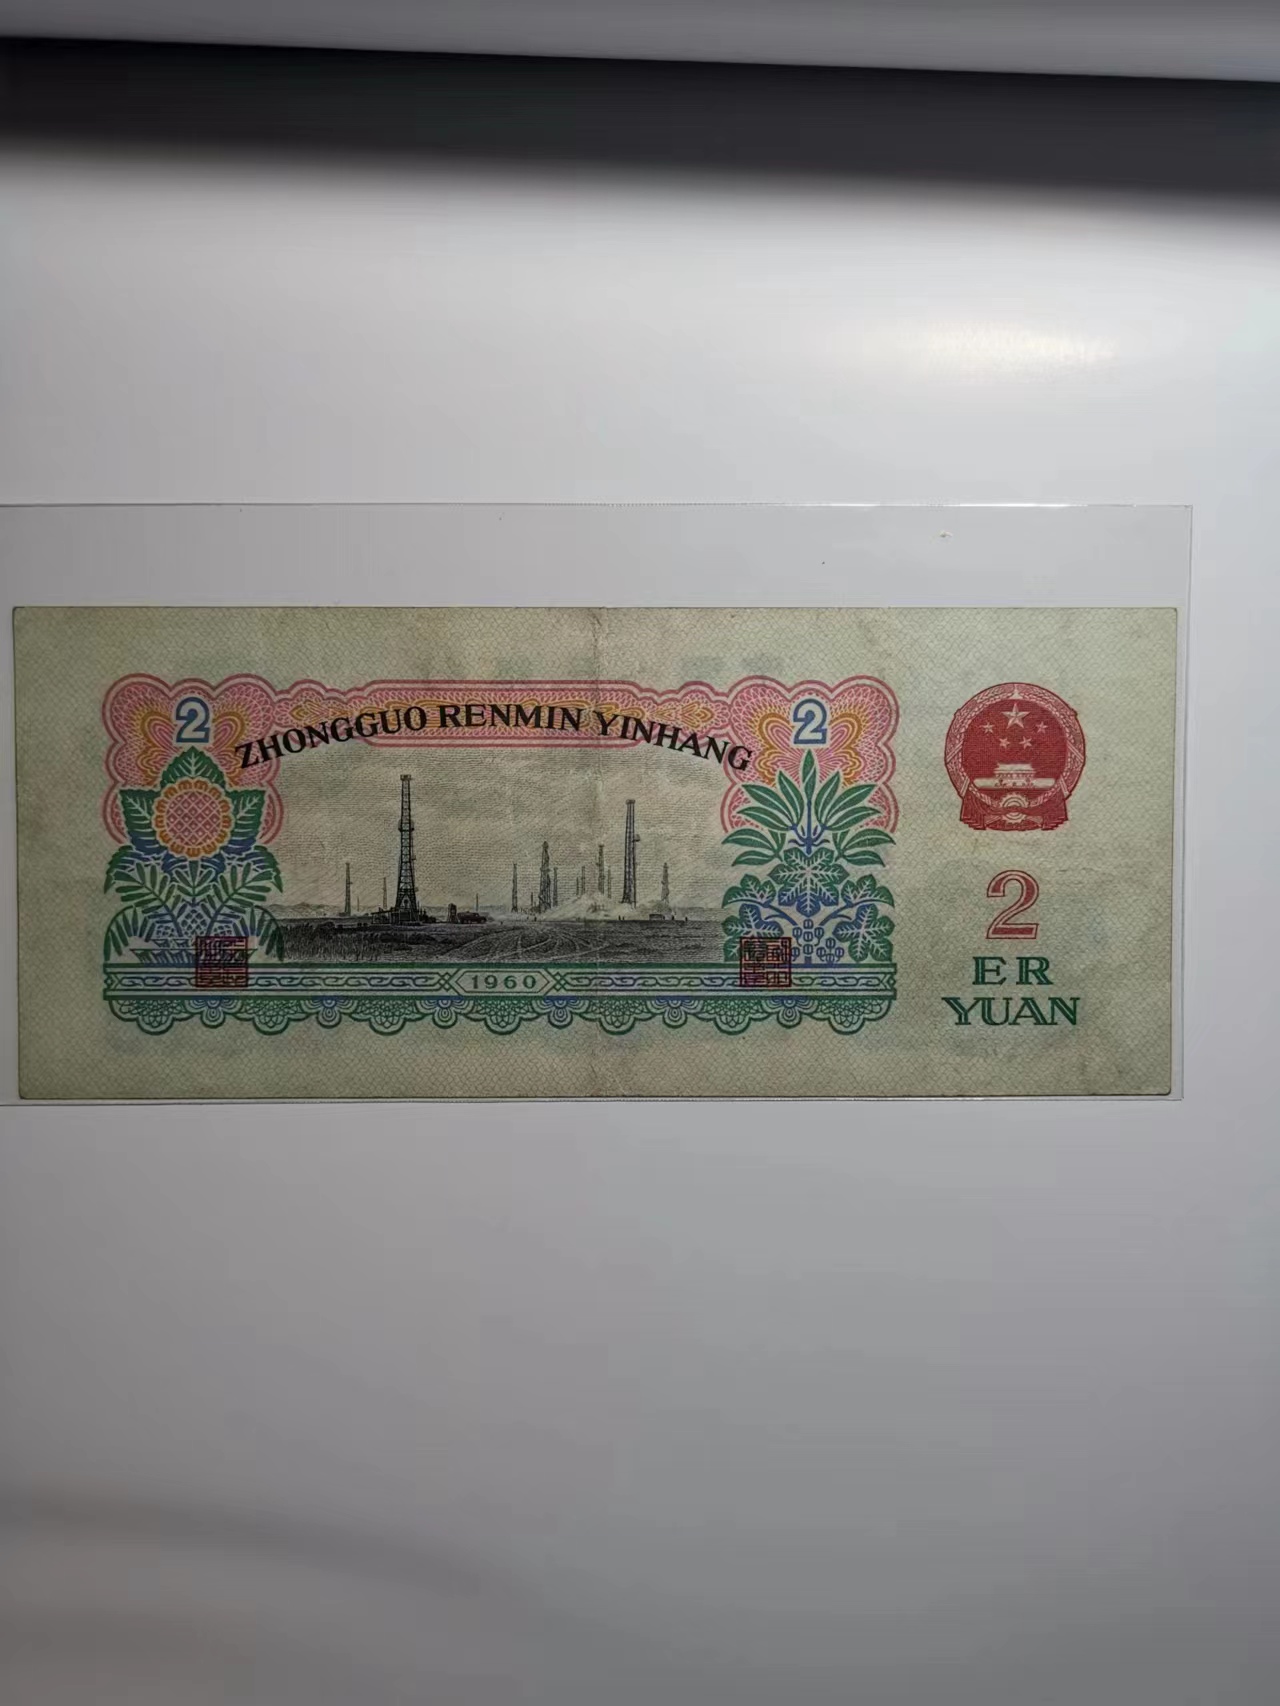 2
2
ZHONGGUO RENMIN YINHANG
1960
2
ER
YUAN